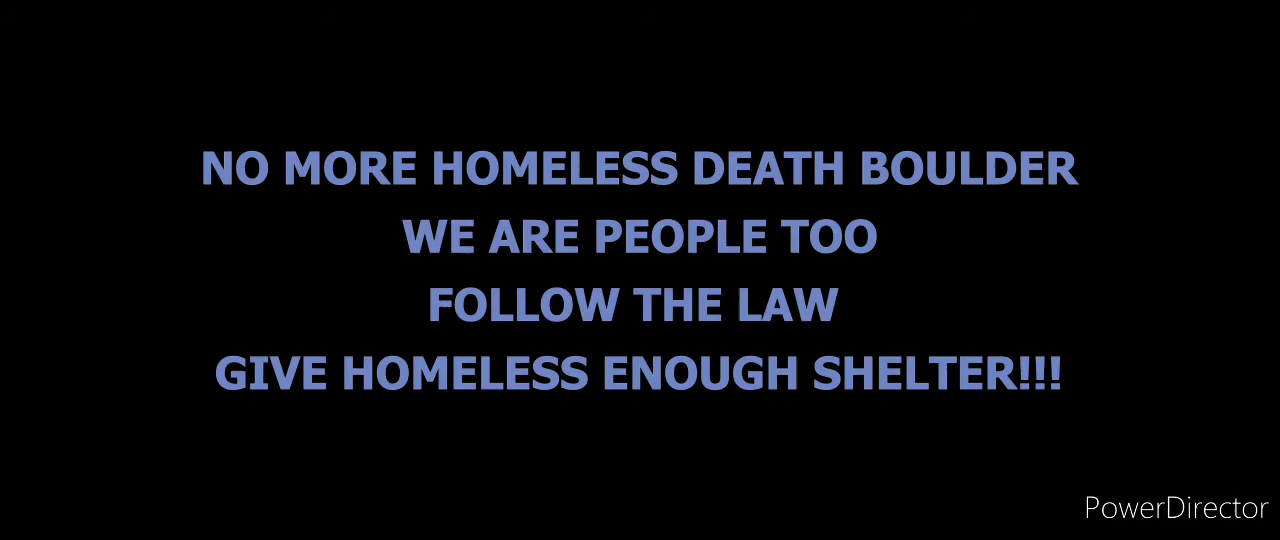 NO MORE HOMELESS DEATH BOULDER
WE ARE PEOPLE TOO
FOLLOW THE LAW
GIVE HOMELESS ENOUGH SHELTER!!!
PowerDirector